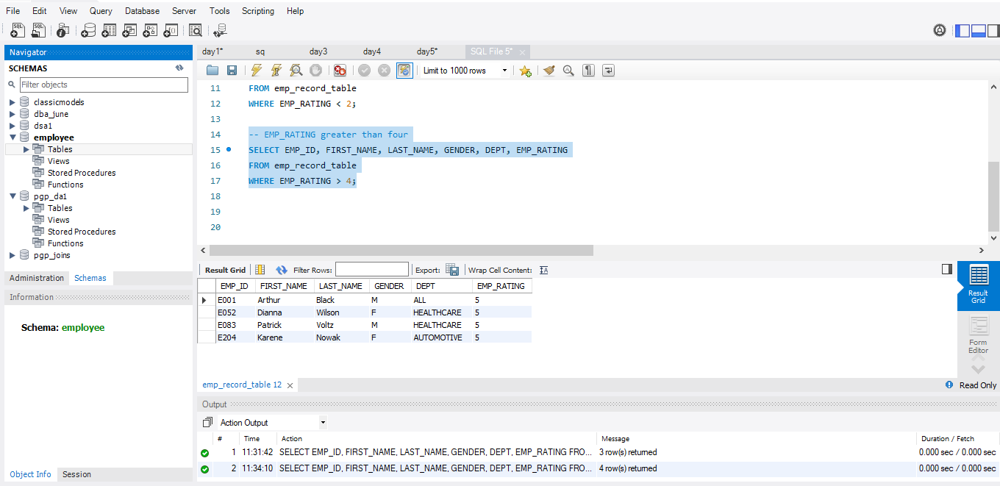 File Edit View Query Database Server Tools Scripting Help
Navigator
SCHEMAS
Filter objects
classicmodels
dba_june
dsa1
employee
Tables
Views
Stored Procedures
Functions
pgp_da1
Tables
Views
Stored Procedures
Functions
pgp_joins
Administration Schemas
Information
Schema: employee
Object Info Session
day1* sq day3 day4 day5* SQL File 5*
Limit to 1000 rows
11 FROM emp_record_table
12 WHERE EMP_RATING < 2;
13
14 -- EMP_RATING greater than four
15 SELECT EMP_ID, FIRST_NAME, LAST_NAME, GENDER, DEPT, EMP_RATING
16 FROM emp_record_table
17 WHERE EMP_RATING > 4;
18
19
20
Result Grid Filter Rows: Export: Wrap Cell Content:
EMP_ID FIRST_NAME LAST_NAME GENDER DEPT EMP_RATING
E001 Arthur Black M ALL 5
E052 Dianna Wilson F HEALTHCARE 5
E083 Patrick Voltz M HEALTHCARE 5
E204 Karene Nowak F AUTOMOTIVE 5
Result
Grid
Form
Editor
emp_record_table 12 Read Only
Output
Action Output
# Time Action Message Duration / Fetch
1 11:31:42 SELECT EMP_ID, FIRST_NAME, LAST_NAME, GENDER, DEPT, EMP_RATING FRO... 3 row(s) returned 0.000 sec / 0.000 sec
2 11:34:10 SELECT EMP_ID, FIRST_NAME, LAST_NAME, GENDER, DEPT, EMP_RATING FRO... 4 row(s) returned 0.000 sec / 0.000 sec